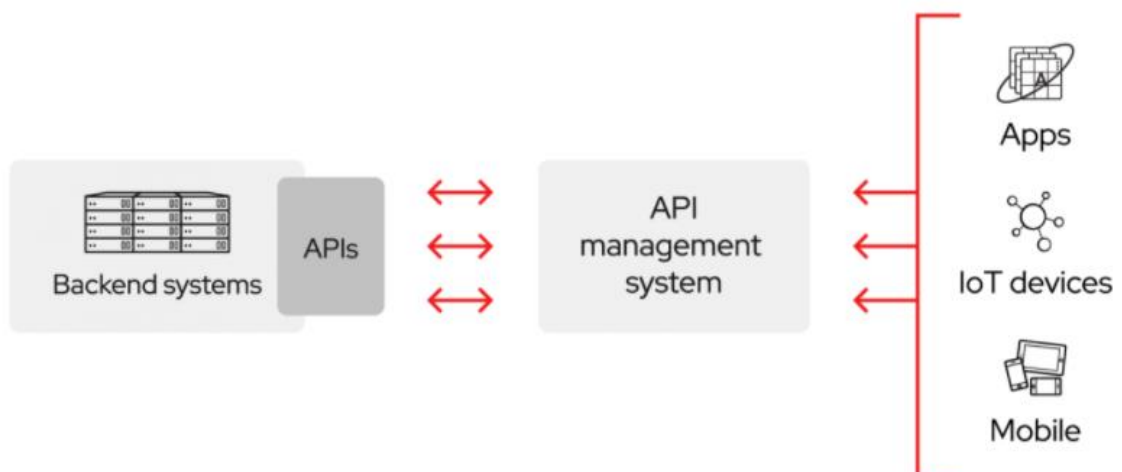 Backend systems
APIs
API
management
system
A
Apps
IoT devices
Mobile